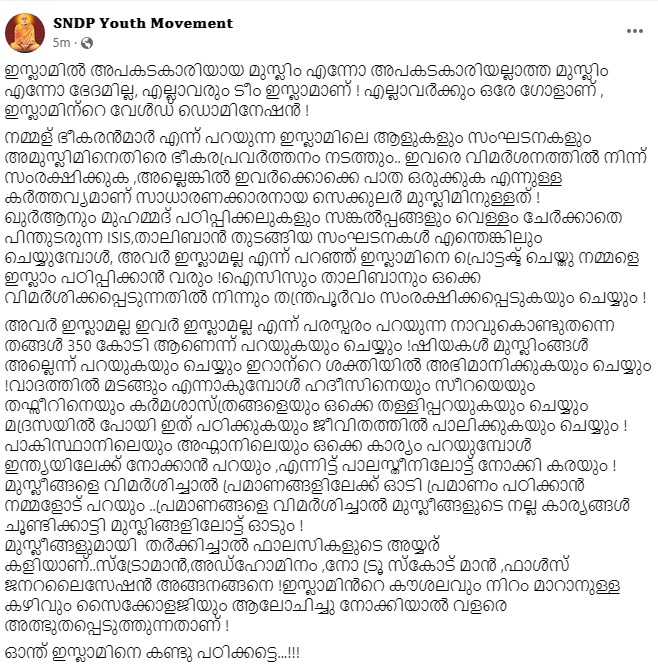 SNDP Youth Movement
5m ·
ഇസ്ലാമിൽ അപകടകാരിയായ മുസ്ലിം എന്നോ അപകടകാരിയല്ലാത്ത മുസ്ലിം
എന്നോ ഭേദമില്ല, എല്ലാവരും ടീം ഇസ്ലാമാണ് ! എല്ലാവർക്കും ഒരേ ഗോളാണ് ,
ഇസ്ലാമിന്റെ വേൾഡ് ഡൊമിനേഷൻ !
നമ്മള് ഭീകരൻമാർ എന്ന് പറയുന്ന ഇസ്ലാമിലെ ആളുകളും സംഘടനകളും
അമുസ്ലിമിനെതിരെ ഭീകരപ്രവർത്തനം നടത്തും.. ഇവരെ വിമർശനത്തിൽ നിന്ന്
സംരക്ഷിക്കുക ,അല്ലെങ്കിൽ ഇവർക്കൊക്കെ പാത ഒരുക്കുക എന്നുള്ള
കർത്തവ്യമാണ് സാധാരണക്കാരനായ സെക്കുലർ മുസ്ലിമിനുള്ളത് !
ഖുർആനും മുഹമ്മദ് പഠിപ്പിക്കലുകളും സങ്കൽപ്പങ്ങളും വെള്ളം ചേർക്കാതെ
പിന്തുടരുന്ന ISIS,താലിബാൻ തുടങ്ങിയ സംഘടനകൾ എന്തെങ്കിലും
ചെയ്യുമ്പോൾ, അവർ ഇസ്ലാമല്ല എന്ന് പറഞ്ഞ് ഇസ്ലാമിനെ പ്രൊട്ടക്ട് ചെയ്തു നമ്മളെ
ഇസ്ലാം പഠിപ്പിക്കാൻ വരും !ഐസിസും താലിബാനും ഒക്കെ
വിമർശിക്കപ്പെടുന്നതിൽ നിന്നും തന്ത്രപൂർവം സംരക്ഷിക്കപ്പെടുകയും ചെയ്യും !
അവർ ഇസ്ലാമല്ല ഇവർ ഇസ്ലാമല്ല എന്ന് പരസ്പരം പറയുന്ന നാവുകൊണ്ടുതന്നെ
തങ്ങൾ 350 കോടി ആണെന്ന് പറയുകയും ചെയ്യും !ഷിയകൾ മുസ്ലിംങ്ങൾ
അല്ലെന്ന് പറയുകയും ചെയ്യും ഇറാന്റെ ശക്തിയിൽ അഭിമാനിക്കുകയും ചെയ്യും
!വാദത്തിൽ മടങ്ങും എന്നാകുമ്പോൾ ഹദീസിനെയും സീറയെയും
തഫ്സീറിനെയും കർമശാസ്ത്രങ്ങളെയും ഒക്കെ തള്ളിപ്പറയുകയും ചെയ്യും
മദ്രസയിൽ പോയി ഇത് പഠിക്കുകയും ജീവിതത്തിൽ പാലിക്കുകയും ചെയ്യും !
പാകിസ്ഥാനിലെയും അഫ്ഗാനിലെയും ഒക്കെ കാര്യം പറയുമ്പോൾ
ഇന്ത്യയിലേക്ക് നോക്കാൻ പറയും ,എന്നിട്ട് പാലസ്തീനിലോട്ട് നോക്കി കരയും !
മുസ്ലീങ്ങളെ വിമർശിച്ചാൽ പ്രമാണങ്ങളിലേക്ക് ഓടി പ്രമാണം പഠിക്കാൻ
നമ്മളോട് പറയും ..പ്രമാണങ്ങളെ വിമർശിച്ചാൽ മുസ്ലീങ്ങളുടെ നല്ല കാര്യങ്ങൾ
ചൂണ്ടിക്കാട്ടി മുസ്ലിങ്ങളിലോട്ട് ഓടും !
മുസ്ലീങ്ങളുമായി തർക്കിച്ചാൽ ഫാലസികളുടെ അയ്യര്
കളിയാണ്..സ്ട്രോമാൻ,അഡ്ഹോമിനം ,നോ ട്രൂ സ്കോട് മാൻ ,ഫാൾസ്
ജനറലൈസേഷൻ അങ്ങനങ്ങനെ !ഇസ്ലാമിൻറെ കൗശലവും നിറം മാറാനുള്ള
കഴിവും സൈക്കോളജിയും ആലോചിച്ചു നോക്കിയാൽ വളരെ
അത്ഭുതപ്പെടുത്തുന്നതാണ് !
ഓന്ത് ഇസ്ലാമിനെ കണ്ടു പഠിക്കട്ടെ...!!!